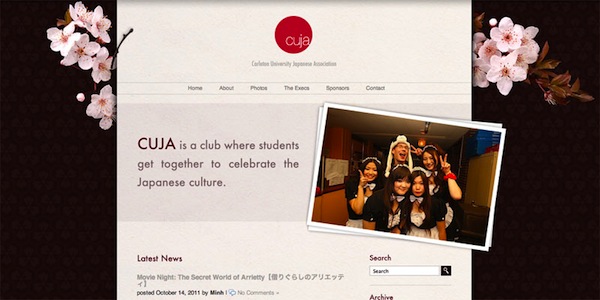 cuja
Carleton University Japanese Association
Home About Photos The Execs Sponsors Contact
CUJA is a club where students
get together to celebrate the
Japanese culture.
Latest News
Movie Night: The Secret World of Arrietty【借りぐらしのアリエッテ
ィ】
posted October 14, 2011 by Minh | No Comments »
Search
Search
Archive